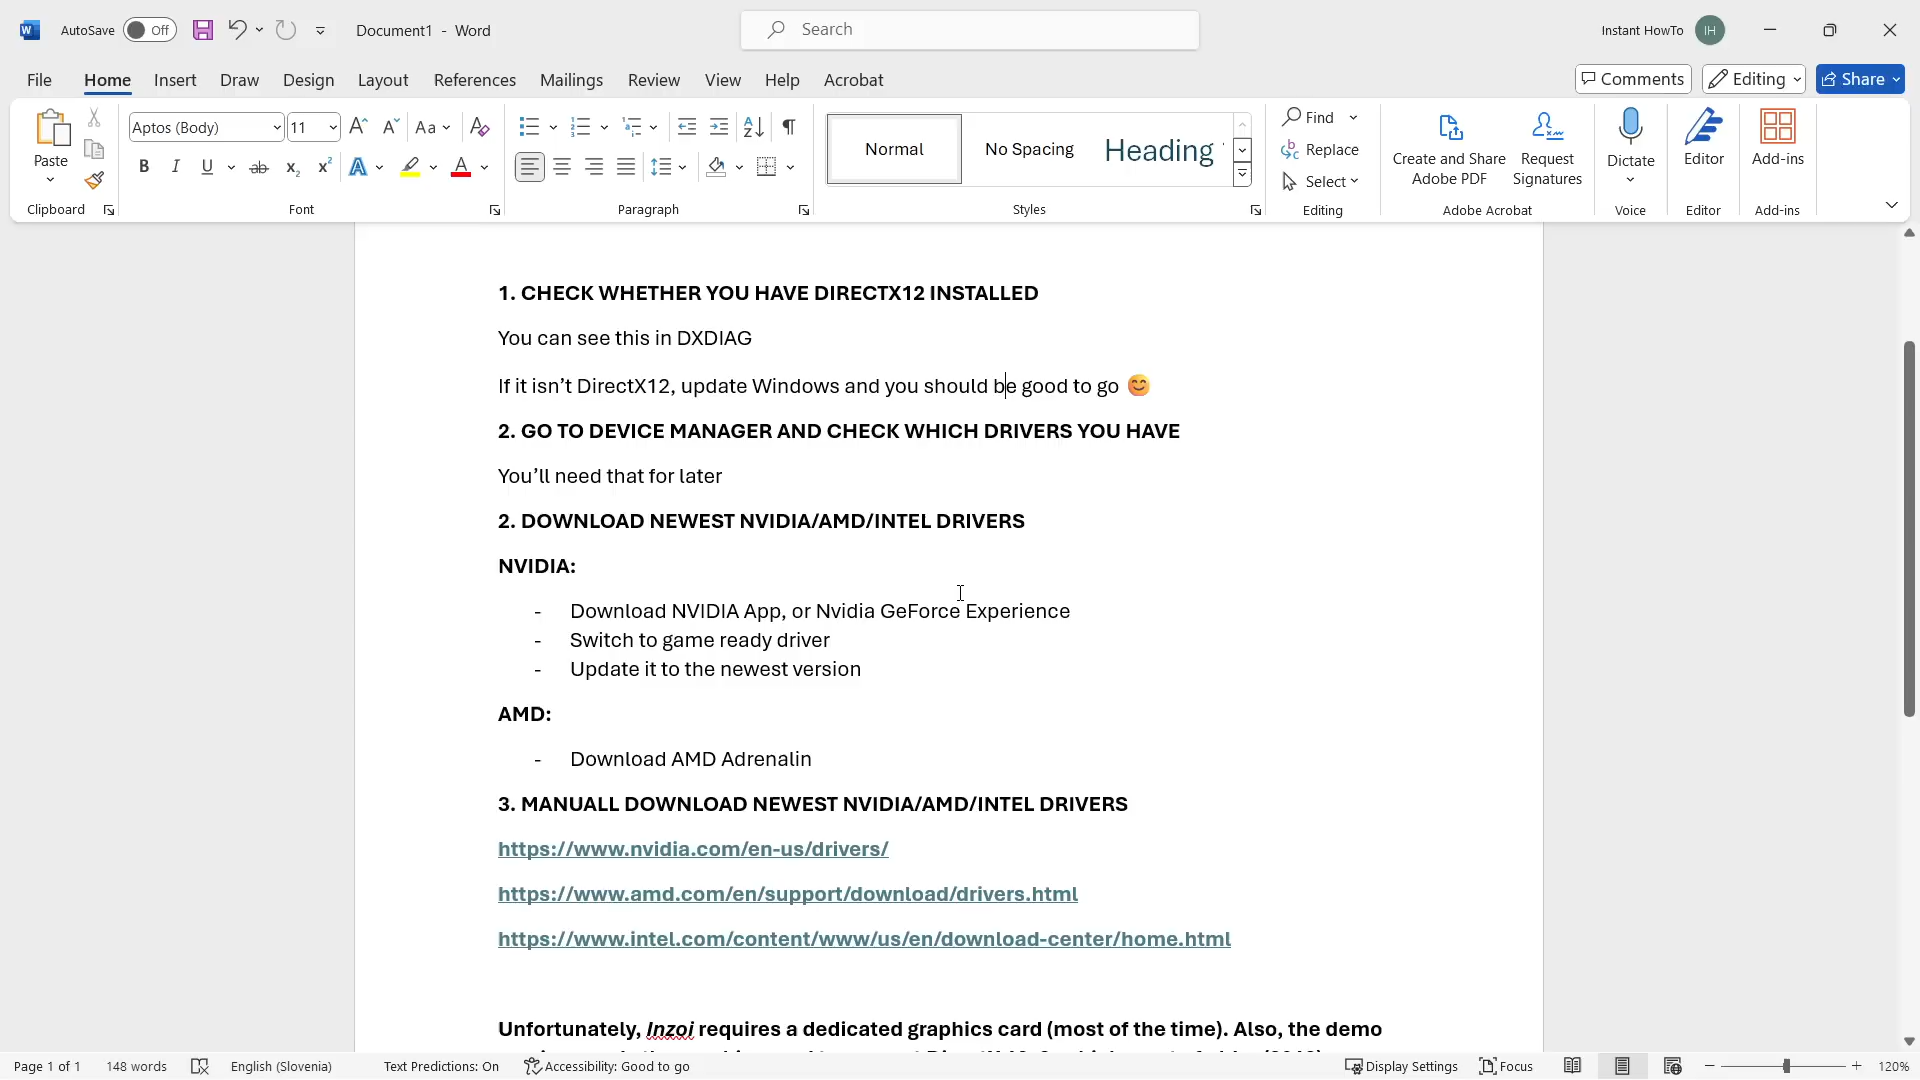 AutoSave Off Document1 - Word Search Instant HowTo IH
File Home Insert Draw Design Layout References Mailings Review View Help Acrobat Comments Editing Share
Paste Aptos (Body) 11 Normal No Spacing Heading Find Replace Select Create and Share Adobe PDF Request Signatures Dictate Editor Add-ins
Clipboard Font Paragraph Styles Editing Adobe Acrobat Voice Editor Add-ins
1. CHECK WHETHER YOU HAVE DIRECTX12 INSTALLED
You can see this in DXDIAG
If it isn’t DirectX12, update Windows and you should be good to go 😊
2. GO TO DEVICE MANAGER AND CHECK WHICH DRIVERS YOU HAVE
You’ll need that for later
2. DOWNLOAD NEWEST NVIDIA/AMD/INTEL DRIVERS
NVIDIA:
- Download NVIDIA App, or Nvidia GeForce Experience
- Switch to game ready driver
- Update it to the newest version
AMD:
- Download AMD Adrenalin
3. MANUALL DOWNLOAD NEWEST NVIDIA/AMD/INTEL DRIVERS
https://www.nvidia.com/en-us/drivers/
https://www.amd.com/en/support/download/drivers.html
https://www.intel.com/content/www/us/en/download-center/home.html
Unfortunately, Inzoi requires a dedicated graphics card (most of the time). Also, the demo
Page 1 of 1 148 words English (Slovenia) Text Predictions: On Accessibility: Good to go Display Settings Focus 120%